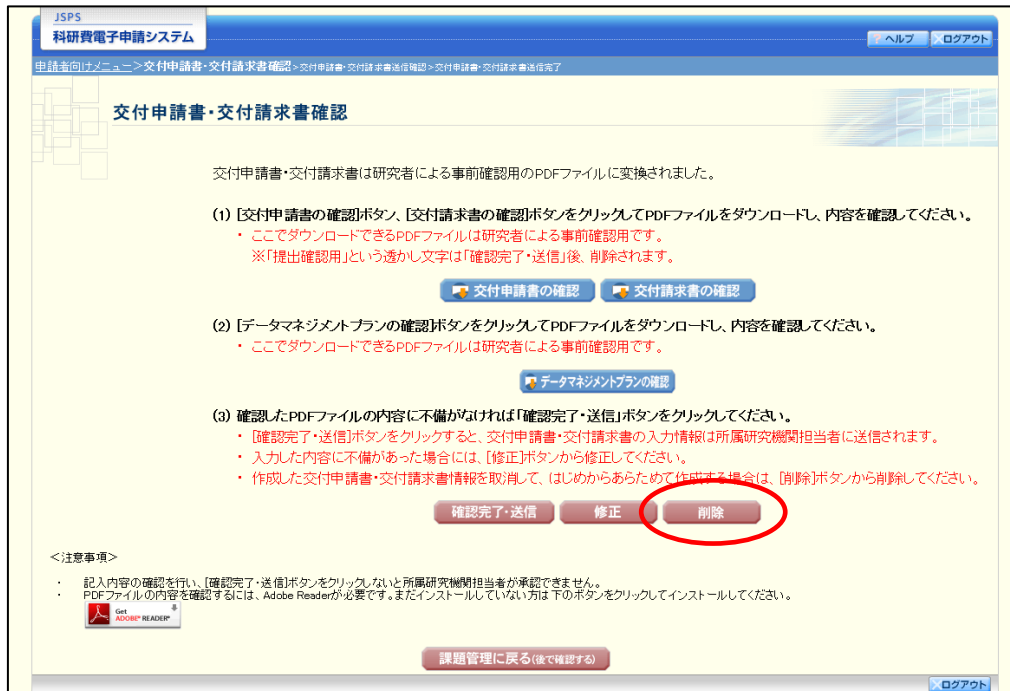 JSPS
科研費電子申請システム
ヘルプ
ログアウト
申請者向けメニュー>交付申請書・交付請求書確認>交付申請書・交付請求書送信確認>交付申請書・交付請求書送信完了
交付申請書・交付請求書確認
交付申請書・交付請求書は研究者による事前確認用のPDFファイルに変換されました。
(1) [交付申請書の確認]ボタン、[交付請求書の確認]ボタンをクリックしてPDFファイルをダウンロードし、内容を確認してください。
・ ここでダウンロードできるPDFファイルは研究者による事前確認用です。
※「提出確認用」という透かし文字は「確認完了・送信」後、削除されます。
交付申請書の確認
交付請求書の確認
(2) [データマネジメントプランの確認]ボタンをクリックしてPDFファイルをダウンロードし、内容を確認してください。
・ ここでダウンロードできるPDFファイルは研究者による事前確認用です。
データマネジメントプランの確認
(3) 確認したPDFファイルの内容に不備がなければ「確認完了・送信」ボタンをクリックしてください。
・ [確認完了・送信]ボタンをクリックすると、交付申請書・交付請求書の入力情報は所属研究機関担当者に送信されます。
・ 入力した内容に不備があった場合には、[修正]ボタンから修正してください。
・ 作成した交付申請書・交付請求書情報を取消して、はじめからあらためて作成する場合は、[削除]ボタンから削除してください。
確認完了・送信
修正
削除
<注意事項>
・ 記入内容の確認を行い、[確認完了・送信]ボタンをクリックしないと所属研究機関担当者が承認できません。
・ PDFファイルの内容を確認するには、Adobe Readerが必要です。まだインストールしていない方は下のボタンをクリックしてインストールしてください。
Get
ADOBE® READER®
課題管理に戻る(後で確認する)
ログアウト